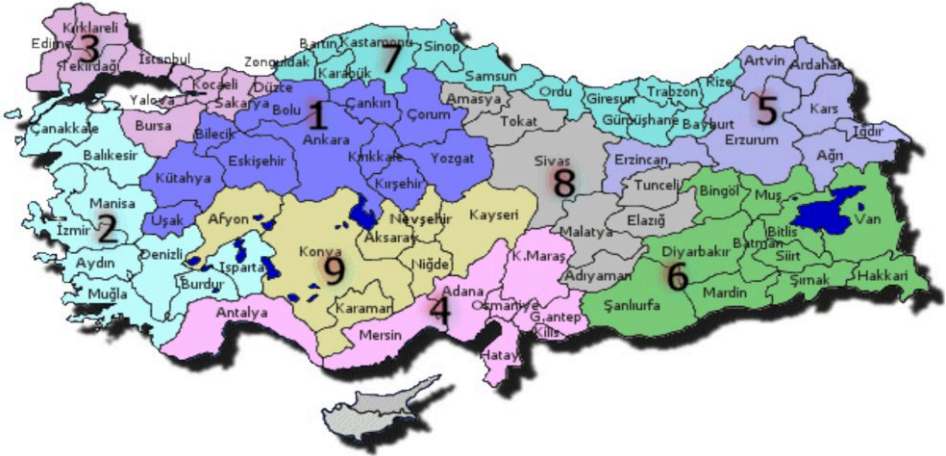 Kırklareli
Edirne
3
Tekirdağ
İstanbul
Kocaeli
Yalova
Sakarya
Düzce
Bursa
Zonguldak
Bartın
Kastamonu
7
Sinop
Karabük
Samsun
Ordu
Giresun
Trabzon
Rize
Gümüşhane
Bayburt
Artvin
Ardahan
5
Kars
Iğdır
Erzurum
Ağrı
Erzincan
Çanakkale
Balıkesir
Manisa
2
İzmir
Aydın
Denizli
Muğla
Burdur
Isparta
Bilecik
Bolu
1
Çankırı
Çorum
Ankara
Eskişehir
Kütahya
Kırıkkale
Yozgat
Kırşehir
Uşak
Amasya
Tokat
Sivas
8
Tunceli
Elazığ
Malatya
Adıyaman
Bingöl
Muş
Van
Bitlis
Diyarbakır
Batman
Siirt
6
Mardin
Şırnak
Hakkari
Şanlıurfa
Afyon
Konya
9
Nevşehir
Aksaray
Kayseri
Niğde
Karaman
Antalya
Mersin
Adana
4
Osmaniye
K.Maraş
G.antep
Kilis
Hatay